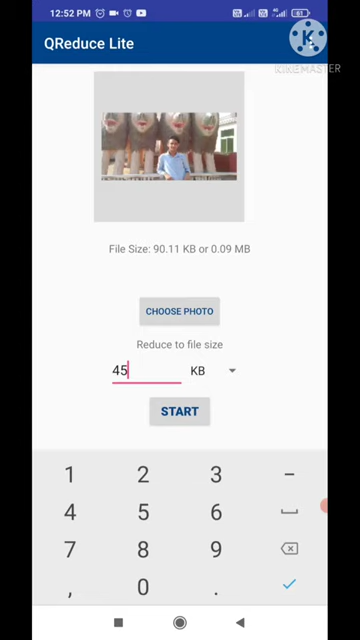 12:52 PM
61
QReduce Lite
K
KINEMASTER
File Size: 90.11 KB or 0.09 MB
CHOOSE PHOTO
Reduce to file size
45 KB
START
1 2 3 –
4 5 6
7 8 9
, 0 .